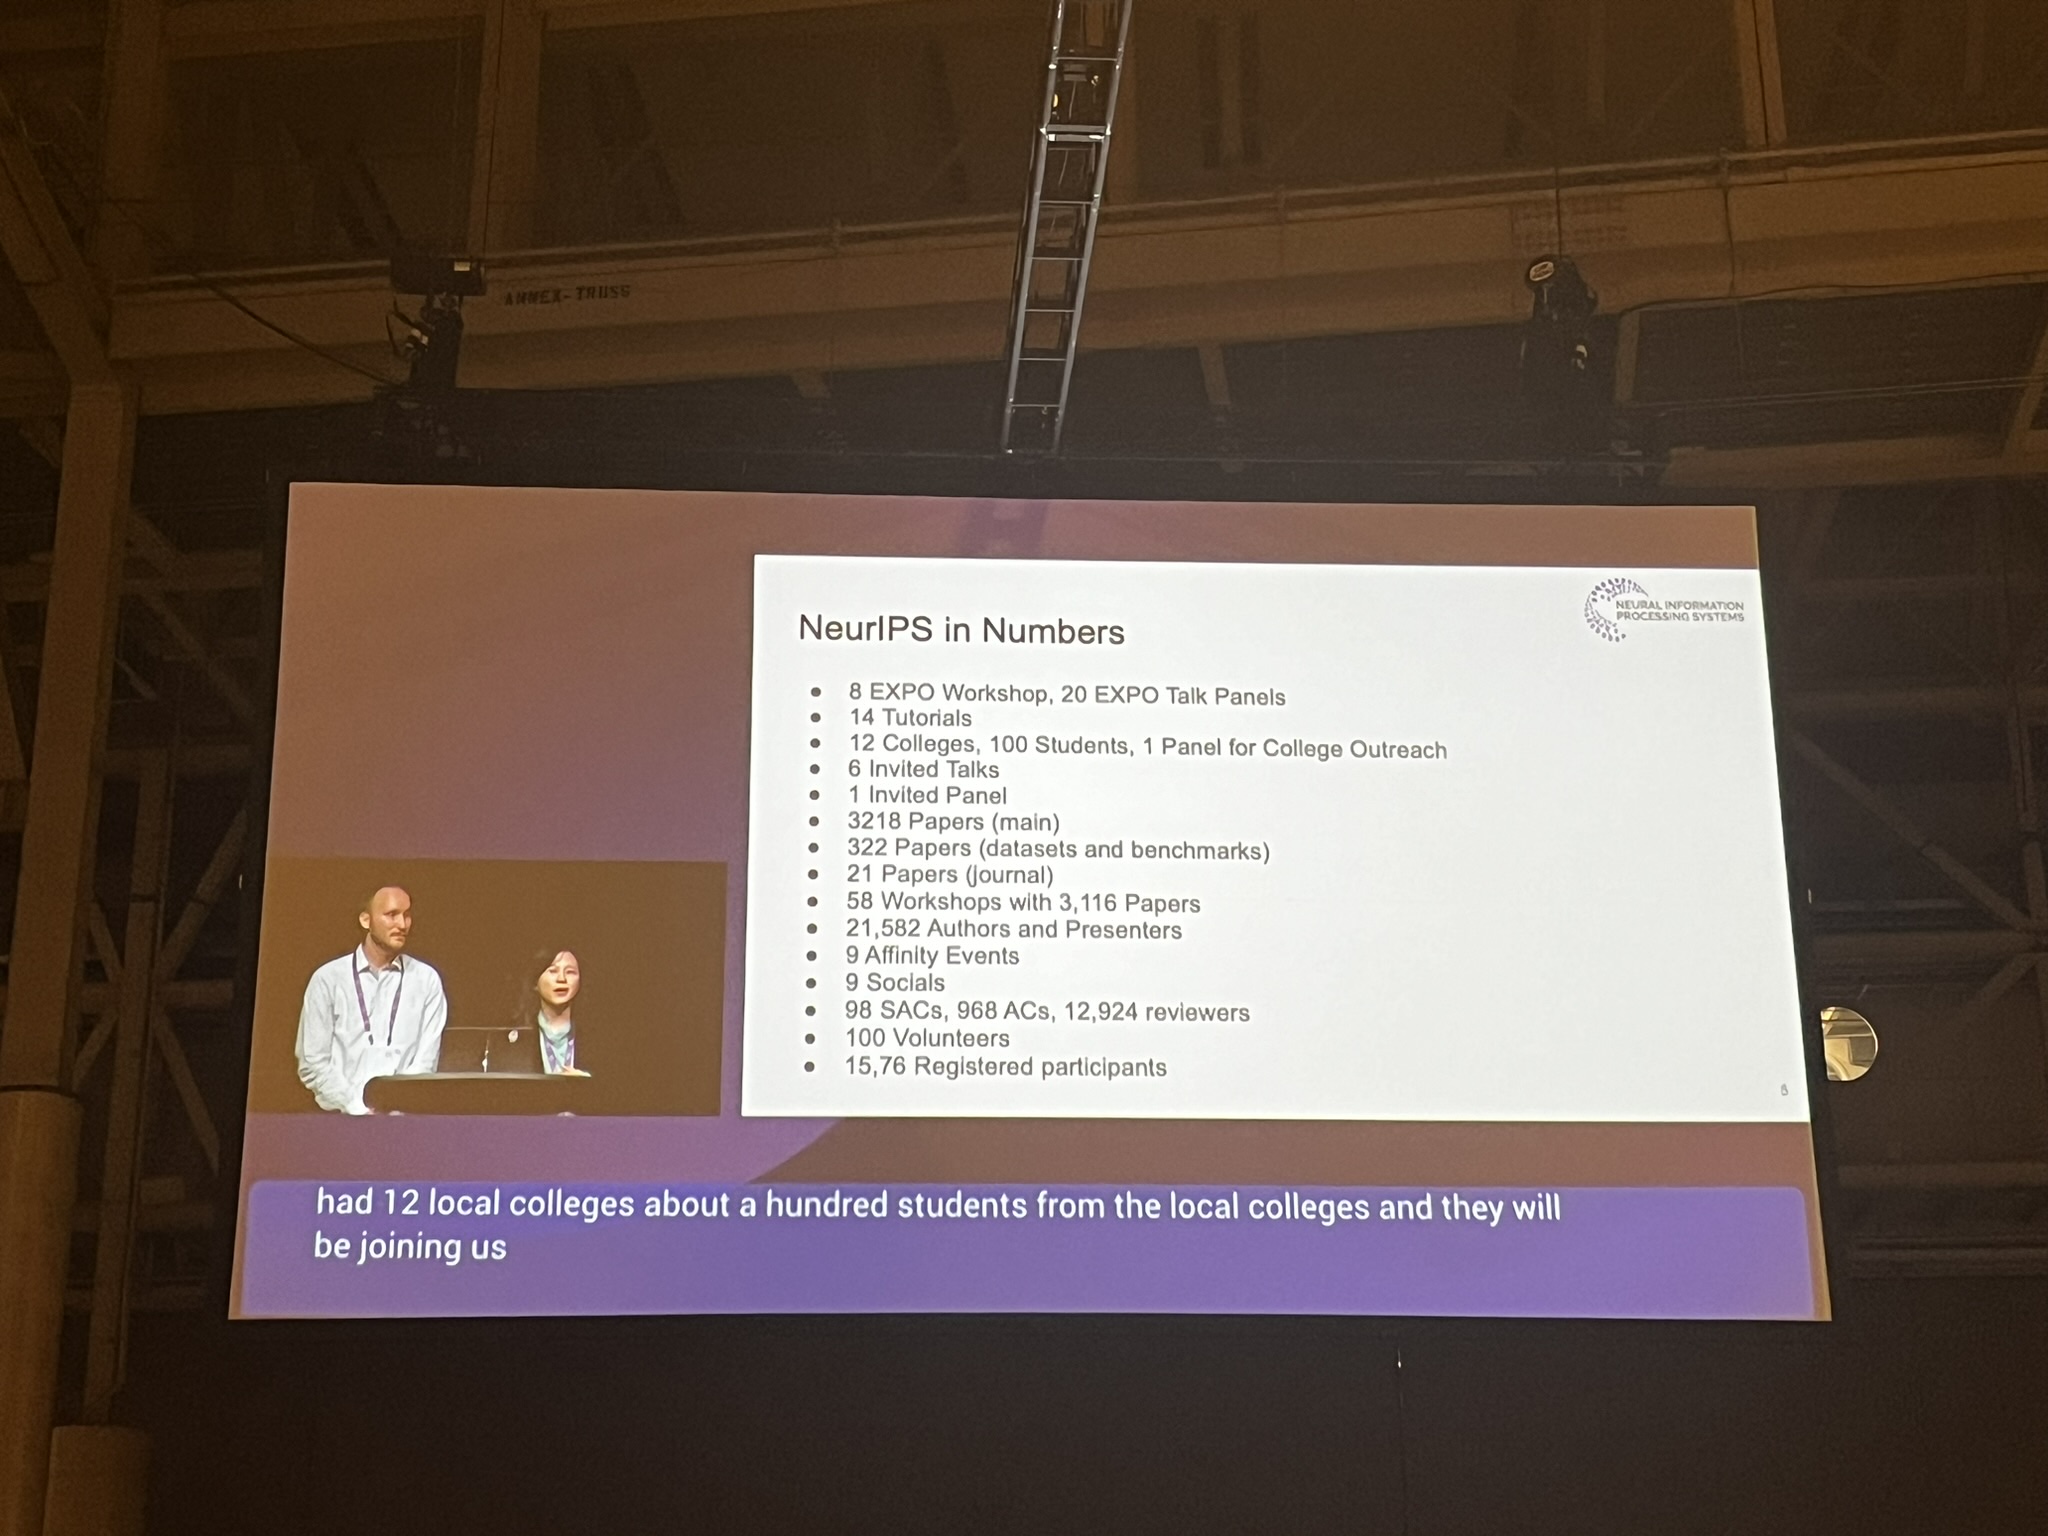 ANNEX-TRUSS
NEURAL INFORMATION
PROCESSING SYSTEMS
NeurIPS in Numbers
● 8 EXPO Workshop, 20 EXPO Talk Panels
● 14 Tutorials
● 12 Colleges, 100 Students, 1 Panel for College Outreach
● 6 Invited Talks
● 1 Invited Panel
● 3218 Papers (main)
● 322 Papers (datasets and benchmarks)
● 21 Papers (journal)
● 58 Workshops with 3,116 Papers
● 21,582 Authors and Presenters
● 9 Affinity Events
● 9 Socials
● 98 SACs, 968 ACs, 12,924 reviewers
● 100 Volunteers
● 15,76 Registered participants
had 12 local colleges about a hundred students from the local colleges and they will
be joining us